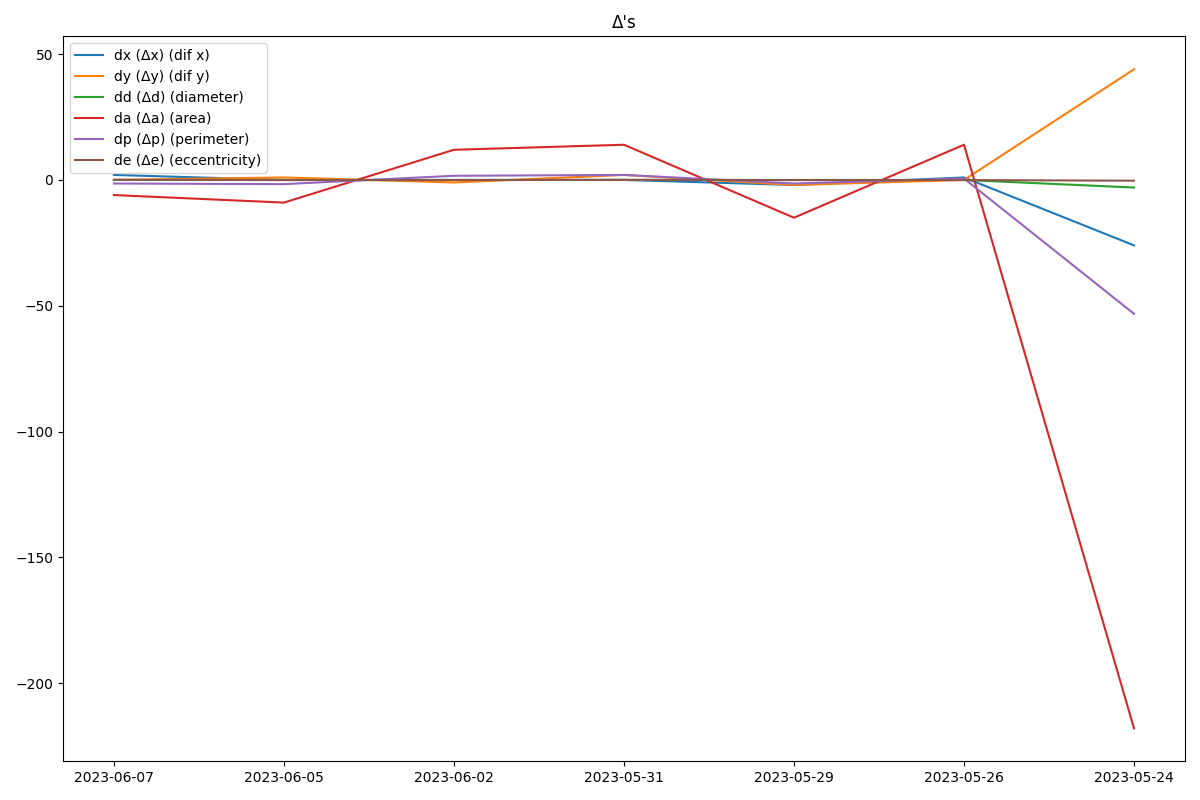 Δ's
dx (Δx) (dif x)
dy (Δy) (dif y)
dd (Δd) (diameter)
da (Δa) (area)
dp (Δp) (perimeter)
de (Δe) (eccentricity)
50
0
−50
−100
−150
−200
2023-06-07 2023-06-05 2023-06-02 2023-05-31 2023-05-29 2023-05-26 2023-05-24